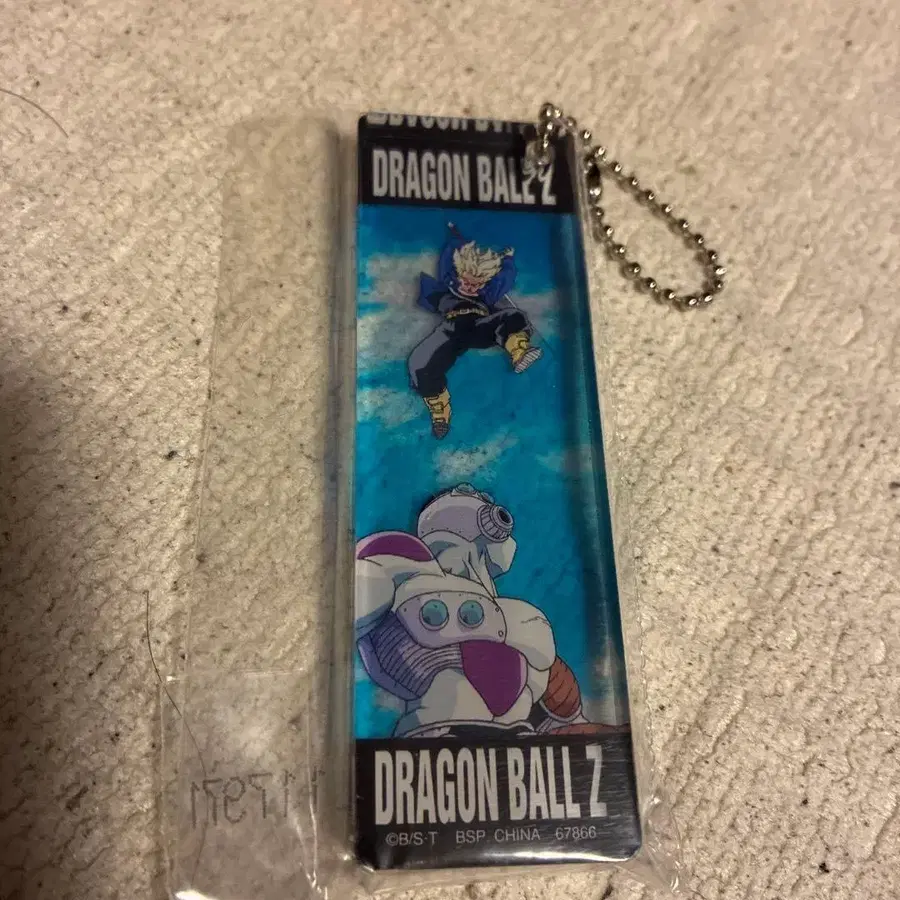 DRAGON BALL Z
DRAGON BALL Z
©B/S·T BSP. CHINA 67866